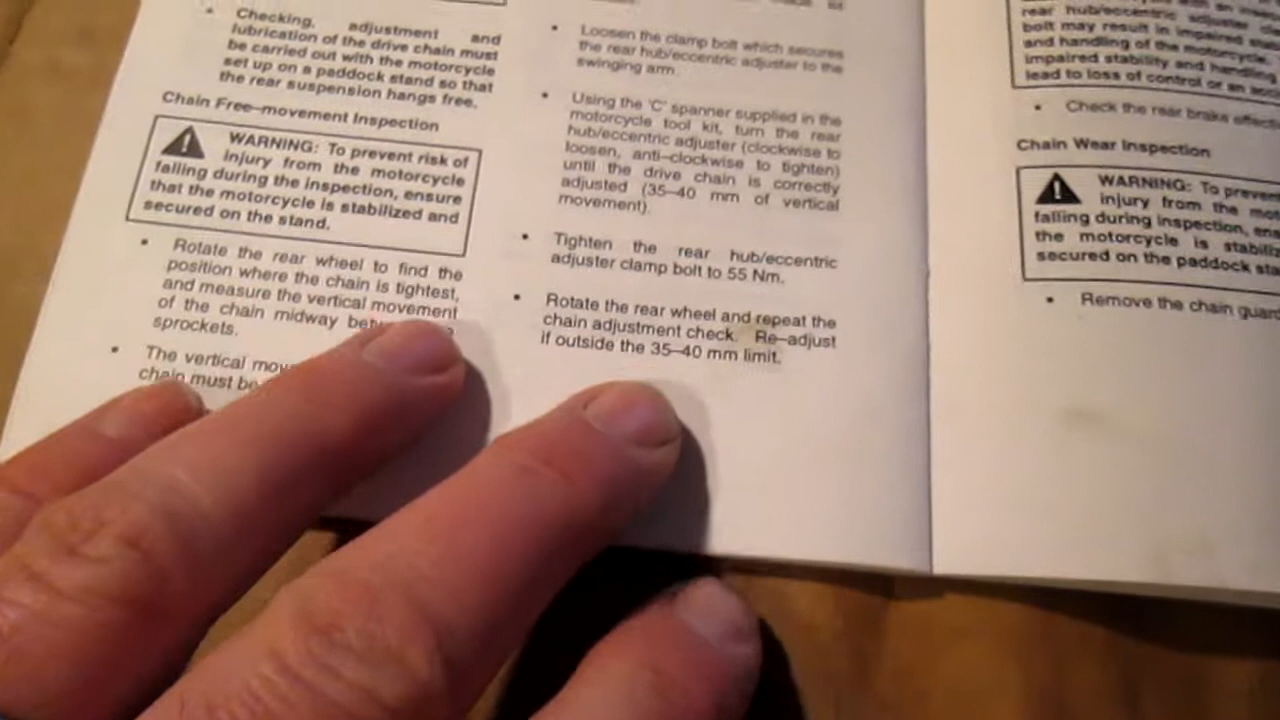 Checking, adjustment and
lubrication of the drive chain must
be carried out with the motorcycle
set up on a paddock stand so that
the rear suspension hangs free.
Chain Free–movement Inspection
WARNING: To prevent risk of
injury from the motorcycle
falling during the inspection, ensure
that the motorcycle is stabilized and
secured on the stand.
Rotate the rear wheel to find the
position where the chain is tightest,
and measure the vertical movement
of the chain midway
sprockets.
The vertical
chain must be
Loosen the clamp bolt which secures
the rear hub/eccentric adjuster to the
swinging arm.
Using the 'C' spanner supplied in the
motorcycle tool kit, turn the rear
hub/eccentric adjuster (clockwise to
loosen, anti–clockwise to tighten)
until the drive chain is correctly
adjusted (35–40 mm of vertical
movement).
Tighten the rear hub/eccentric
adjuster clamp bolt to 55 Nm.
Rotate the rear wheel and repeat the
chain adjustment check. Re–adjust
if outside the 35–40 mm limit.
rear hub/eccentric adjuster
bolt may result in impaired
and handling of the motorcycle.
impaired stability and handling
lead to loss of control or an
Check the rear brake
Chain Wear Inspection
WARNING: To
injury from the
falling during inspection,
the motorcycle is
secured on the paddock
Remove the chain